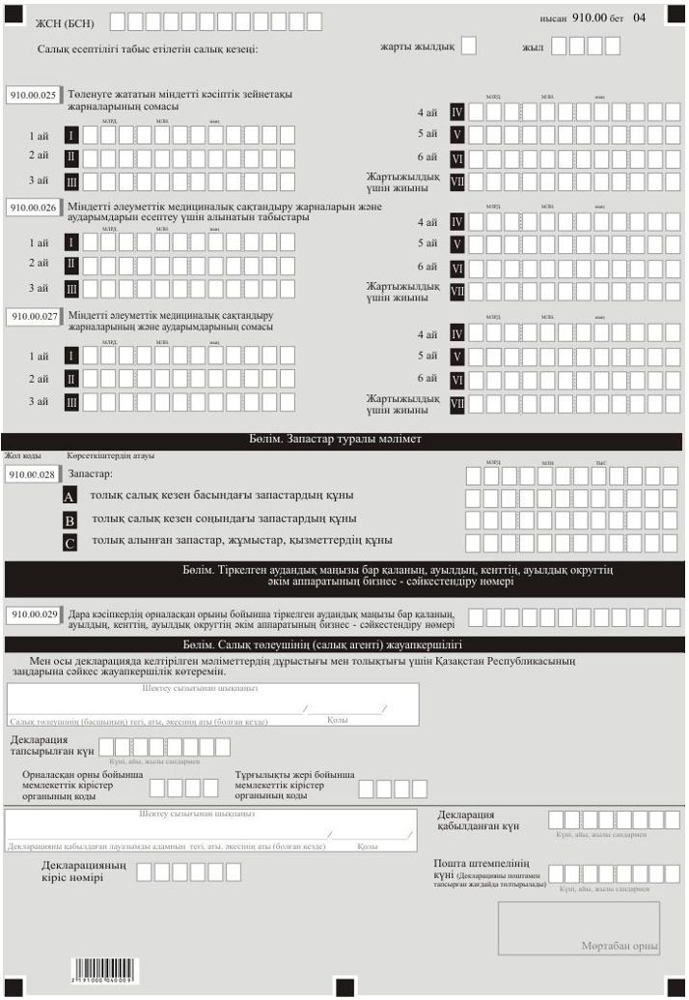 ЖСН (БСН)
нысан 910.00 бет 04
Салық есептілігі табыс етілетін салық кезеңі:
жарты жылдық
жыл
910.00.025
Төленуге жататын міндетті кәсіптік зейнетақы
жарналарының сомасы
МЛРД. МЛН. мың
1 ай I
2 ай II
3 ай III
МЛРД. МЛН. мың
4 ай IV
5 ай V
6 ай VI
Жартыжылдық VII
үшін жиыны
910.00.026
Міндетті әлеуметтік медициналық сақтандыру жарналарын және
аударымдарын есептеу үшін алынатын табыстары
МЛРД. МЛН. мың
1 ай I
2 ай II
3 ай III
МЛРД. МЛН. мың
4 ай IV
5 ай V
6 ай VI
Жартыжылдық VII
үшін жиыны
910.00.027
Міндетті әлеуметтік медициналық сақтандыру
жарналарының және аударымдарының сомасы
МЛРД. МЛН. мың
1 ай I
2 ай II
3 ай III
МЛРД. МЛН. мың
4 ай IV
5 ай V
6 ай VI
Жартыжылдық VII
үшін жиыны
Бөлім. Запастар туралы мәлімет
Жол коды Көрсеткіштердің атауы
910.00.028 Запастар:
МЛРД. МЛН. ТЫС.
A толық салық кезен басындағы запастардың құны
B толық салық кезен соңындағы запастардың құны
C толық алынған запастар, жұмыстар, қызметтердің құны
Бөлім. Тіркелген аудандық маңызы бар қаланың, ауылдың, кенттің, ауылдық округтің
әкім аппаратының бизнес - сәйкестендіру нөмері
910.00.029
Дара кәсіпкердің орналасқан орыны бойынша тіркелген аудандық маңызы бар қаланың,
ауылдың, кенттің, ауылдық округтің әкім аппаратының бизнес - сәйкестендіру нөмері
Бөлім. Салық төлеушінің (салық агенті) жауапкершілігі
Мен осы декларацияда келтірілген мәліметтердің дұрыстығы мен толықтығы үшін Қазақстан Республикасының
заңдарына сәйкес жауапкершілік көтеремін.
Шектеу сызығынан шықпаңыз
/ /
Салық төлеушінің (басшының) тегі, аты, әкесінің аты (болған кезде) Қолы
Декларация
тапсырылған күн
Күні, айы, жылы сандармен
Орналасқан орны бойынша
мемлекеттік кірістер
органының коды
Тұрғылықты жері бойынша
мемлекеттік кірістер
органының коды
Шектеу сызығынан шықпаңыз
/ /
Декларацияны қабылдаған лауазымды адамнын тегі, аты, әкесінің аты (болған кезде) Қолы
Декларация
қабылданған күн
Күні, айы, жылы сандармен
Декларацияның
кіріс нөмірі
Пошта штемпелінің
күні (Декларацияны поштамен
тапсырған жағдайда толтырылады)
Күні, айы, жылы сандармен
Мөртабан орны
2 191000 040009